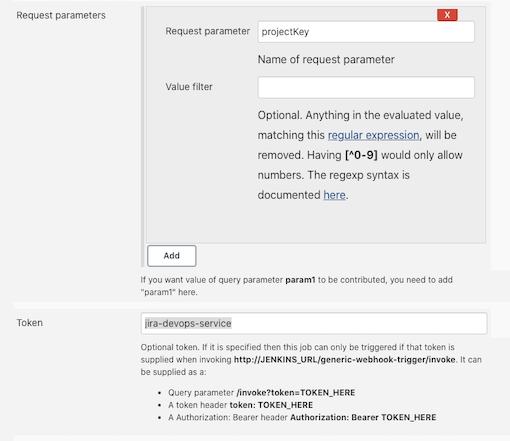 Request parameters
X
Request parameter
projectKey
Name of request parameter
Value filter
Optional. Anything in the evaluated value,
matching this regular expression, will be
removed. Having [^0-9] would only allow
numbers. The regexp syntax is
documented here.
Add
If you want value of query parameter param1 to be contributed, you need to add
"param1" here.
Token
jira-devops-service
Optional token. If it is specified then this job can only be triggered if that token is
supplied when invoking http://JENKINS_URL/generic-webhook-trigger/invoke. It can
be supplied as a:
• Query parameter /invoke?token=TOKEN_HERE
• A token header token: TOKEN_HERE
• A Authorization: Bearer header Authorization: Bearer TOKEN_HERE